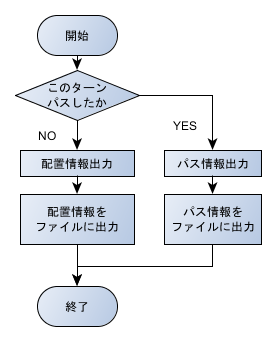 開始
このターン
パスしたか
NO
YES
配置情報出力
パス情報出力
配置情報を
ファイルに出力
パス情報を
ファイルに出力
終了